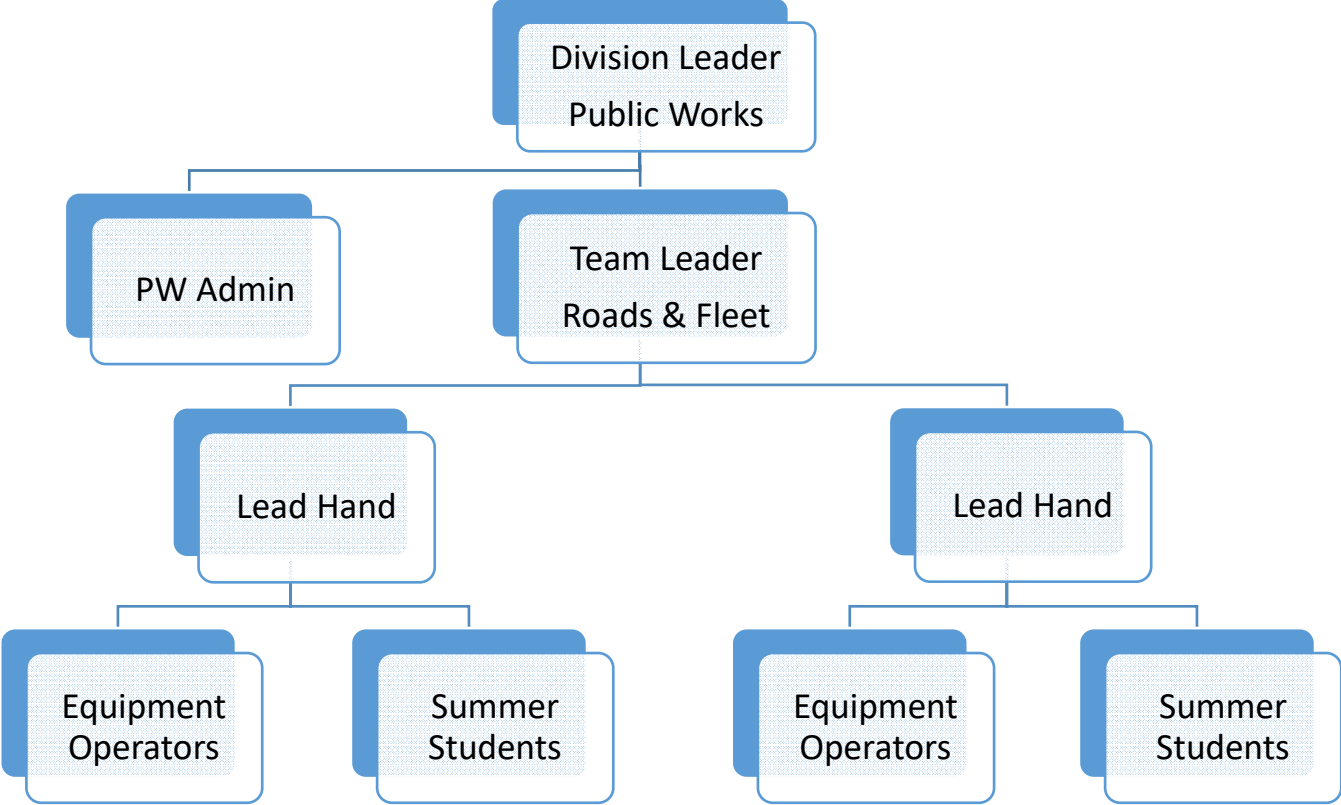 Division Leader
Public Works
PW Admin
Team Leader
Roads & Fleet
Lead Hand
Lead Hand
Equipment
Operators
Summer
Students
Equipment
Operators
Summer
Students